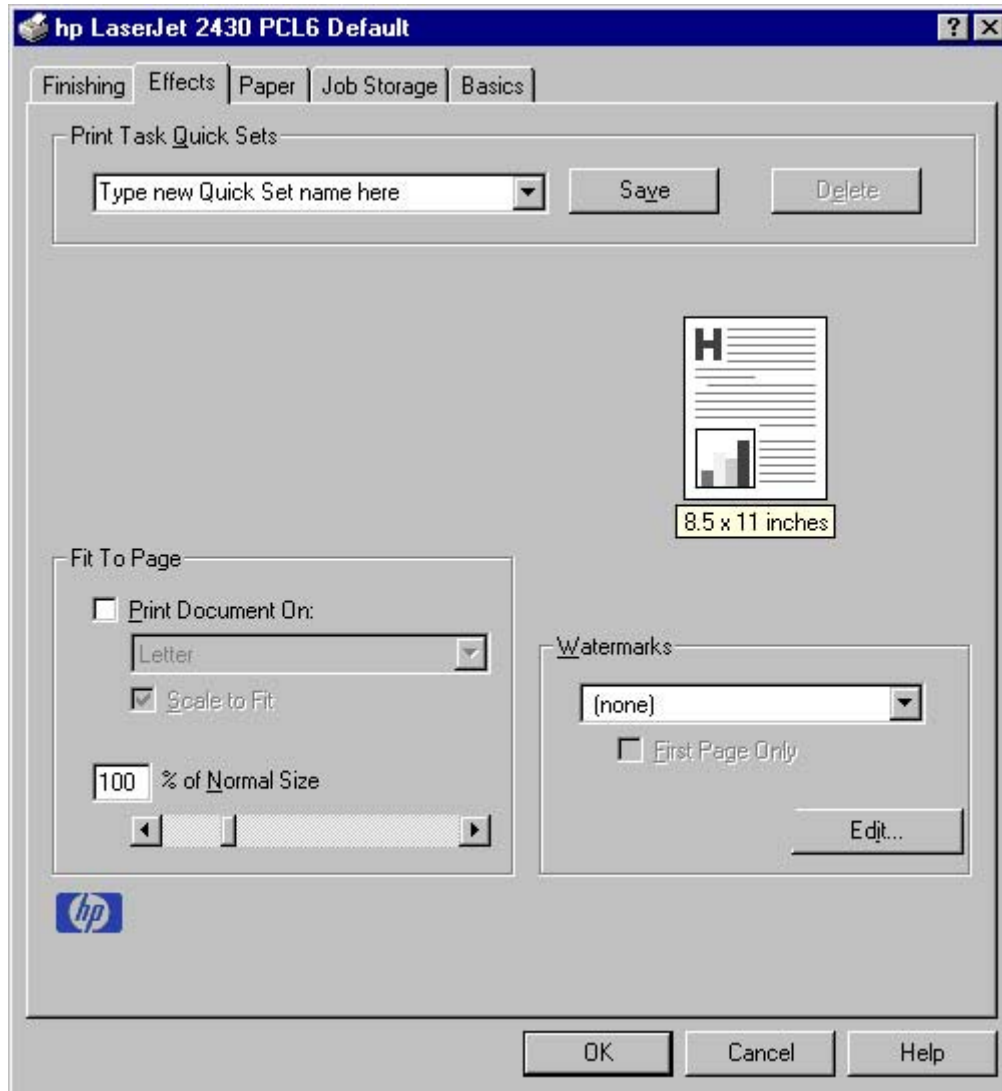 hp LaserJet 2430 PCL6 Default
Finishing Effects Paper Job Storage Basics
Print Task Quick Sets
Type new Quick Set name here Save Delete
H
8.5 x 11 inches
Fit To Page
Print Document On:
Letter
Scale to Fit
100 % of Normal Size
Watermarks
(none)
First Page Only
Edit...
hp
OK Cancel Help